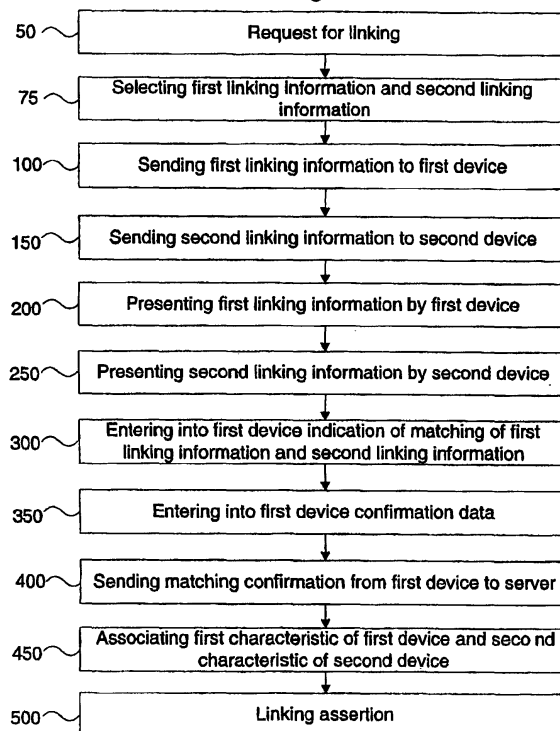 50
Request for linking
75
Selecting first linking information and second linking
information
100
Sending first linking information to first device
150
Sending second linking information to second device
200
Presenting first linking information by first device
250
Presenting second linking information by second device
300
Entering into first device indication of matching of first
linking information and second linking information
350
Entering into first device confirmation data
400
Sending matching confirmation from first device to server
450
Associating first characteristic of first device and second
characteristic of second device
500
Linking assertion